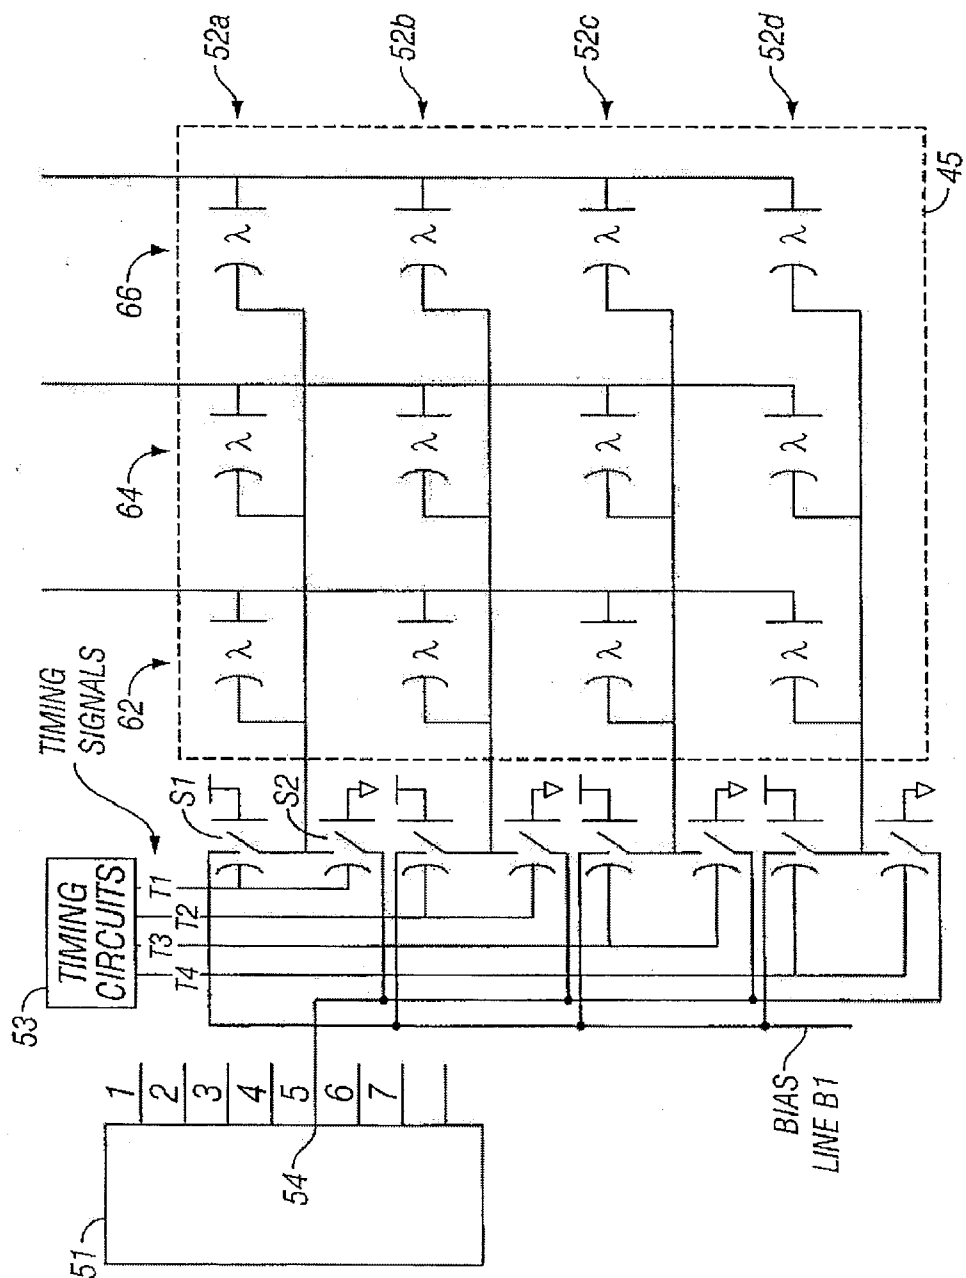 52a
52b
52c
52d
66
64
62
45
λ
λ
λ
λ
λ
λ
λ
λ
λ
λ
λ
λ
TIMING
SIGNALS
S1
S2
TIMING
CIRCUITS
53
T1
T2
T3
T4
1
2
3
4
5
6
7
51
54
BIAS
LINE B1